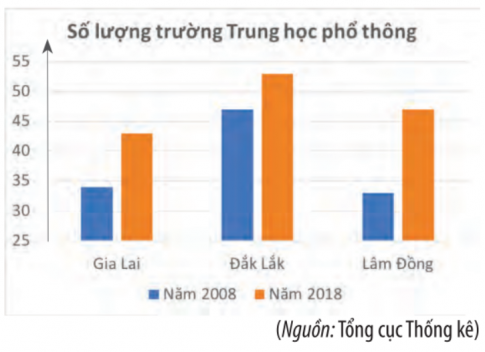 Số lượng trường Trung học phổ thông
55
50
45
40
35
30
25
Gia Lai Đắk Lắk Lâm Đồng
Năm 2008 Năm 2018
(Nguồn: Tổng cục Thống kê)